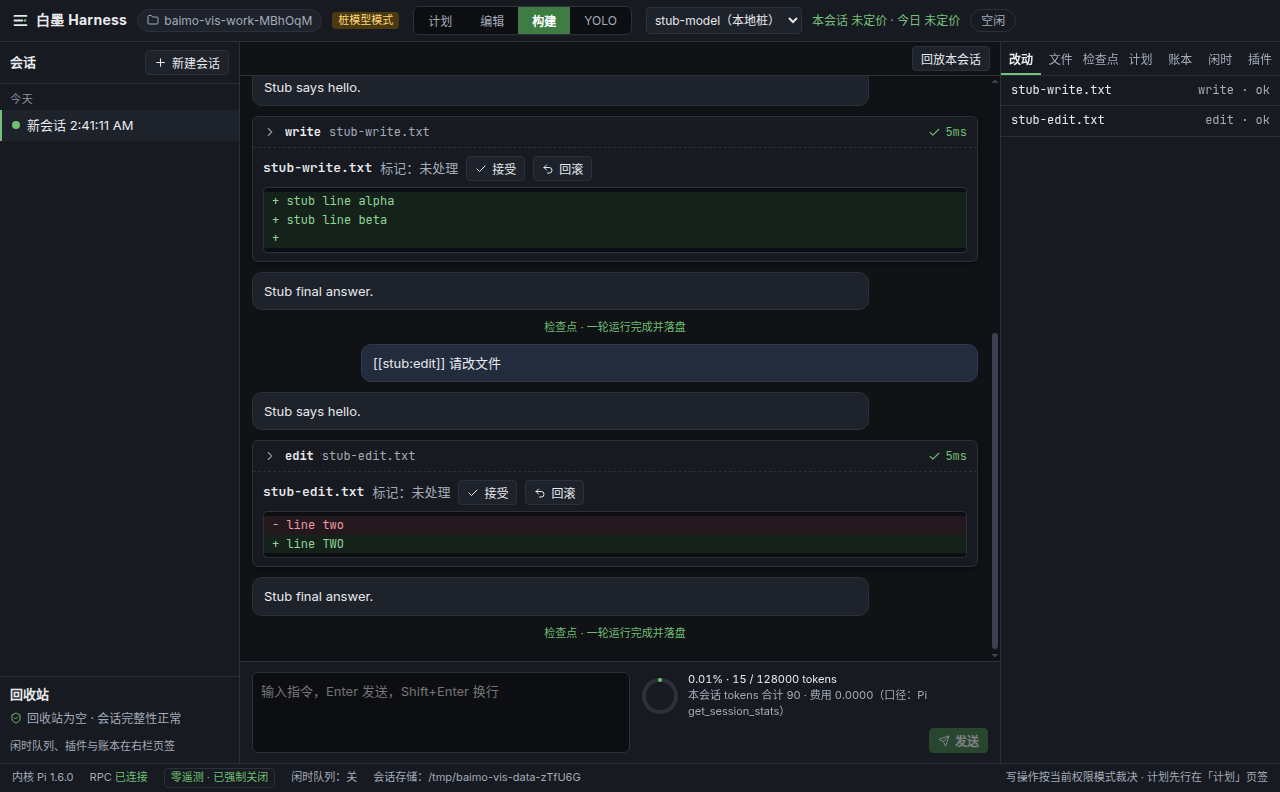 白墨 Harness
baimo-vis-work-MBhOqM
桩模型模式
计划
编辑
构建
YOLO
stub-model（本地桩）
本会话 未定价 · 今日 未定价
空闲
会话
新建会话
今天
新会话 2:41:11 AM
回放本会话
Stub says hello.
write stub-write.txt
5ms
stub-write.txt 标记：未处理 接受 回滚
+ stub line alpha
+ stub line beta
+
Stub final answer.
检查点 · 一轮运行完成并落盘
[[stub:edit]] 请改文件
Stub says hello.
edit stub-edit.txt
5ms
stub-edit.txt 标记：未处理 接受 回滚
- line two
+ line TWO
Stub final answer.
检查点 · 一轮运行完成并落盘
改动
文件
检查点
计划
账本
闲时
插件
stub-write.txt write · ok
stub-edit.txt edit · ok
回收站
回收站为空 · 会话完整性正常
闲时队列、插件与账本在右栏页签
输入指令，Enter 发送，Shift+Enter 换行
0.01% · 15 / 128000 tokens
本会话 tokens 合计 90 · 费用 0.0000（口径：Pi
get_session_stats）
发送
内核 Pi 1.6.0
RPC 已连接
零遥测 · 已强制关闭
闲时队列：关
会话存储：/tmp/baimo-vis-data-zTfU6G
写操作按当前权限模式裁决 · 计划先行在「计划」页签